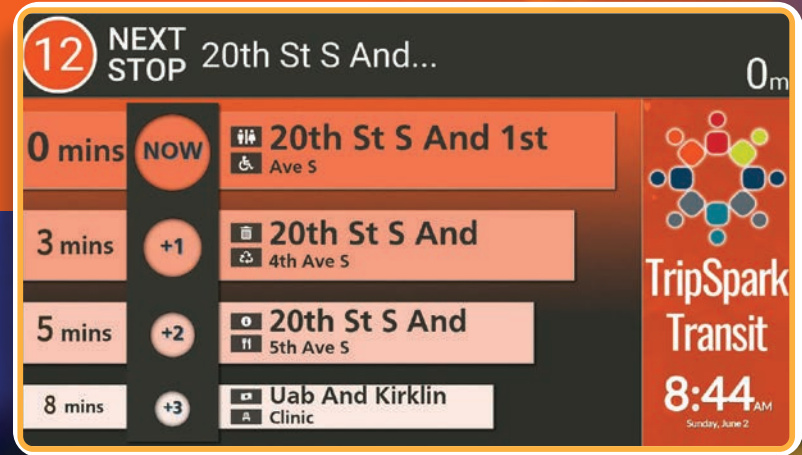 12 NEXT STOP 20th St S And...
0m
0 mins NOW 20th St S And 1st
Ave S
3 mins +1 20th St S And
4th Ave S
5 mins +2 20th St S And
5th Ave S
8 mins +3 Uab And Kirklin
Clinic
TripSpark
Transit
8:44 AM
Sunday, June 2